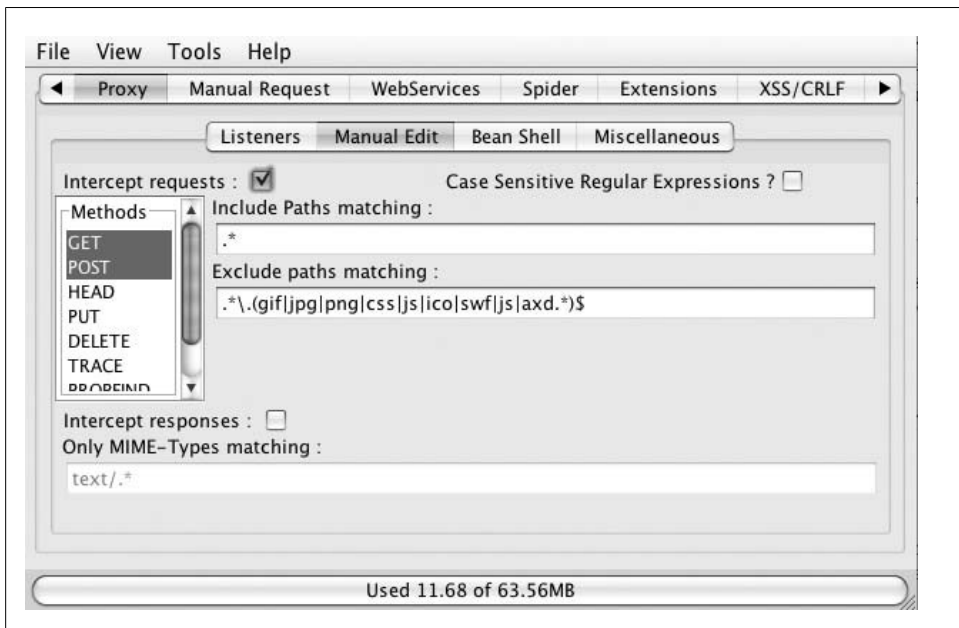 File View Tools Help
Proxy Manual Request WebServices Spider Extensions XSS/CRLF
Listeners Manual Edit Bean Shell Miscellaneous
Intercept requests : Case Sensitive Regular Expressions ?
Methods
GET
POST
HEAD
PUT
DELETE
TRACE
PROPFIND
Include Paths matching :
.*
Exclude paths matching :
.*\.(gif|jpg|png|css|js|ico|swf|js|axd.*)$
Intercept responses :
Only MIME-Types matching :
text/.*
Used 11.68 of 63.56MB